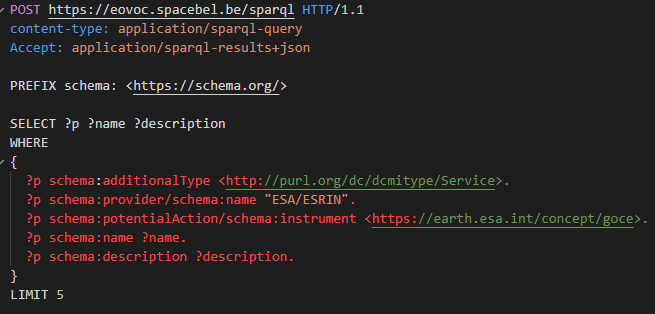 POST https://eovoc.spacebel.be/sparql HTTP/1.1
content-type: application/sparql-query
Accept: application/sparql-results+json

PREFIX schema: <https://schema.org/>

SELECT ?p ?name ?description
WHERE
{
  ?p schema:additionalType <http://purl.org/dc/dcmitype/Service>.
  ?p schema:provider/schema:name "ESA/ESRIN".
  ?p schema:potentialAction/schema:instrument <https://earth.esa.int/concept/goce>.
  ?p schema:name ?name.
  ?p schema:description ?description.
}
LIMIT 5